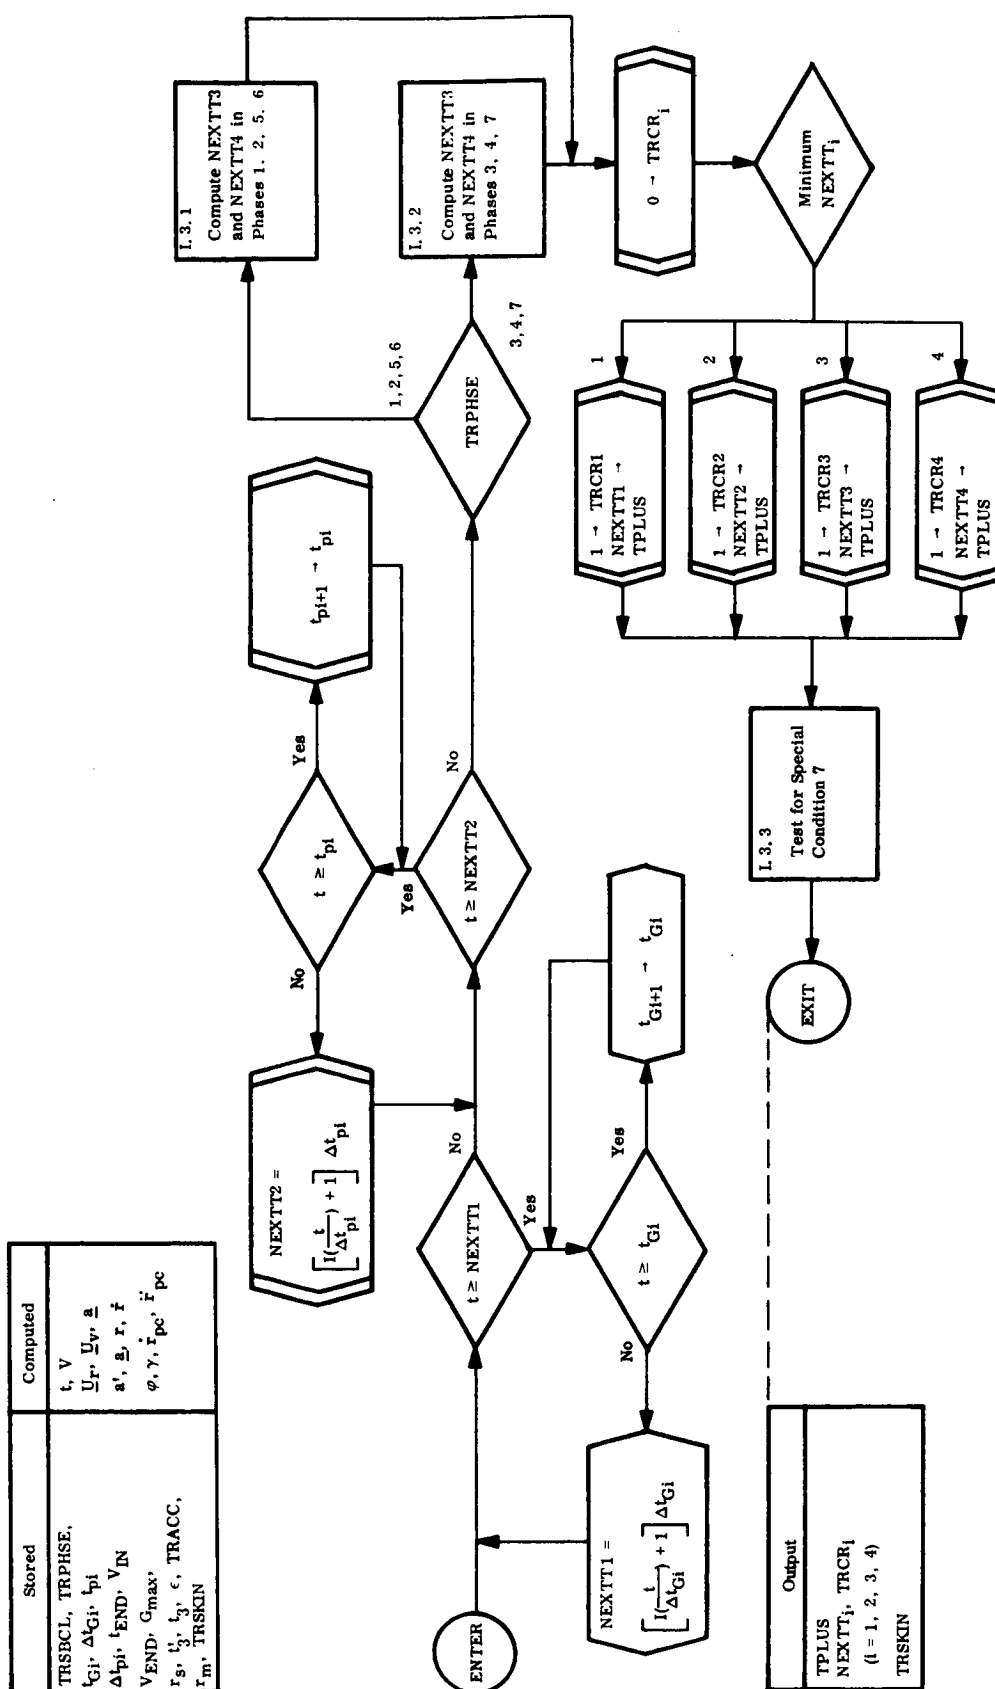 Stored
Computed
TRSBCL, TRPHSE,
t_Gi, Δt_Gi, t_pi
Δt_pi, t_END, V_IN
V_END, G_max,
r_s, t'_3, t_3, ϵ, TRACC,
r_m, TRSKIN
t, V
U_r, U_v, a
a', a, r, ṙ
φ, γ, ṙ_pc, r̈_pc
ENTER
t ≥ NEXTT1
Yes
No
t ≥ t_Gi
Yes
No
t_Gi+1 → t_Gi
NEXTT1 =
[I(t/Δt_Gi) + 1] Δt_Gi
t ≥ NEXTT2
Yes
No
t ≥ t_pi
Yes
No
t_pi+1 → t_pi
NEXTT2 =
[I(t/Δt_pi) + 1] Δt_pi
TRPHSE
1, 2, 5, 6
3, 4, 7
I. 3. 1
Compute NEXTT3
and NEXTT4 in
Phases 1. 2, 5. 6
I. 3. 2
Compute NEXTT3
and NEXTT4 in
Phases 3, 4, 7
0 → TRCR_i
Minimum
NEXTT_i
1
1 → TRCR1
NEXTT1 →
TPLUS
2
1 → TRCR2
NEXTT2 →
TPLUS
3
1 → TRCR3
NEXTT3 →
TPLUS
4
1 → TRCR4
NEXTT4 →
TPLUS
I. 3. 3
Test for Special
Condition 7
EXIT
Output
TPLUS
NEXTT_i, TRCR_i
(i = 1, 2, 3, 4)
TRSKIN